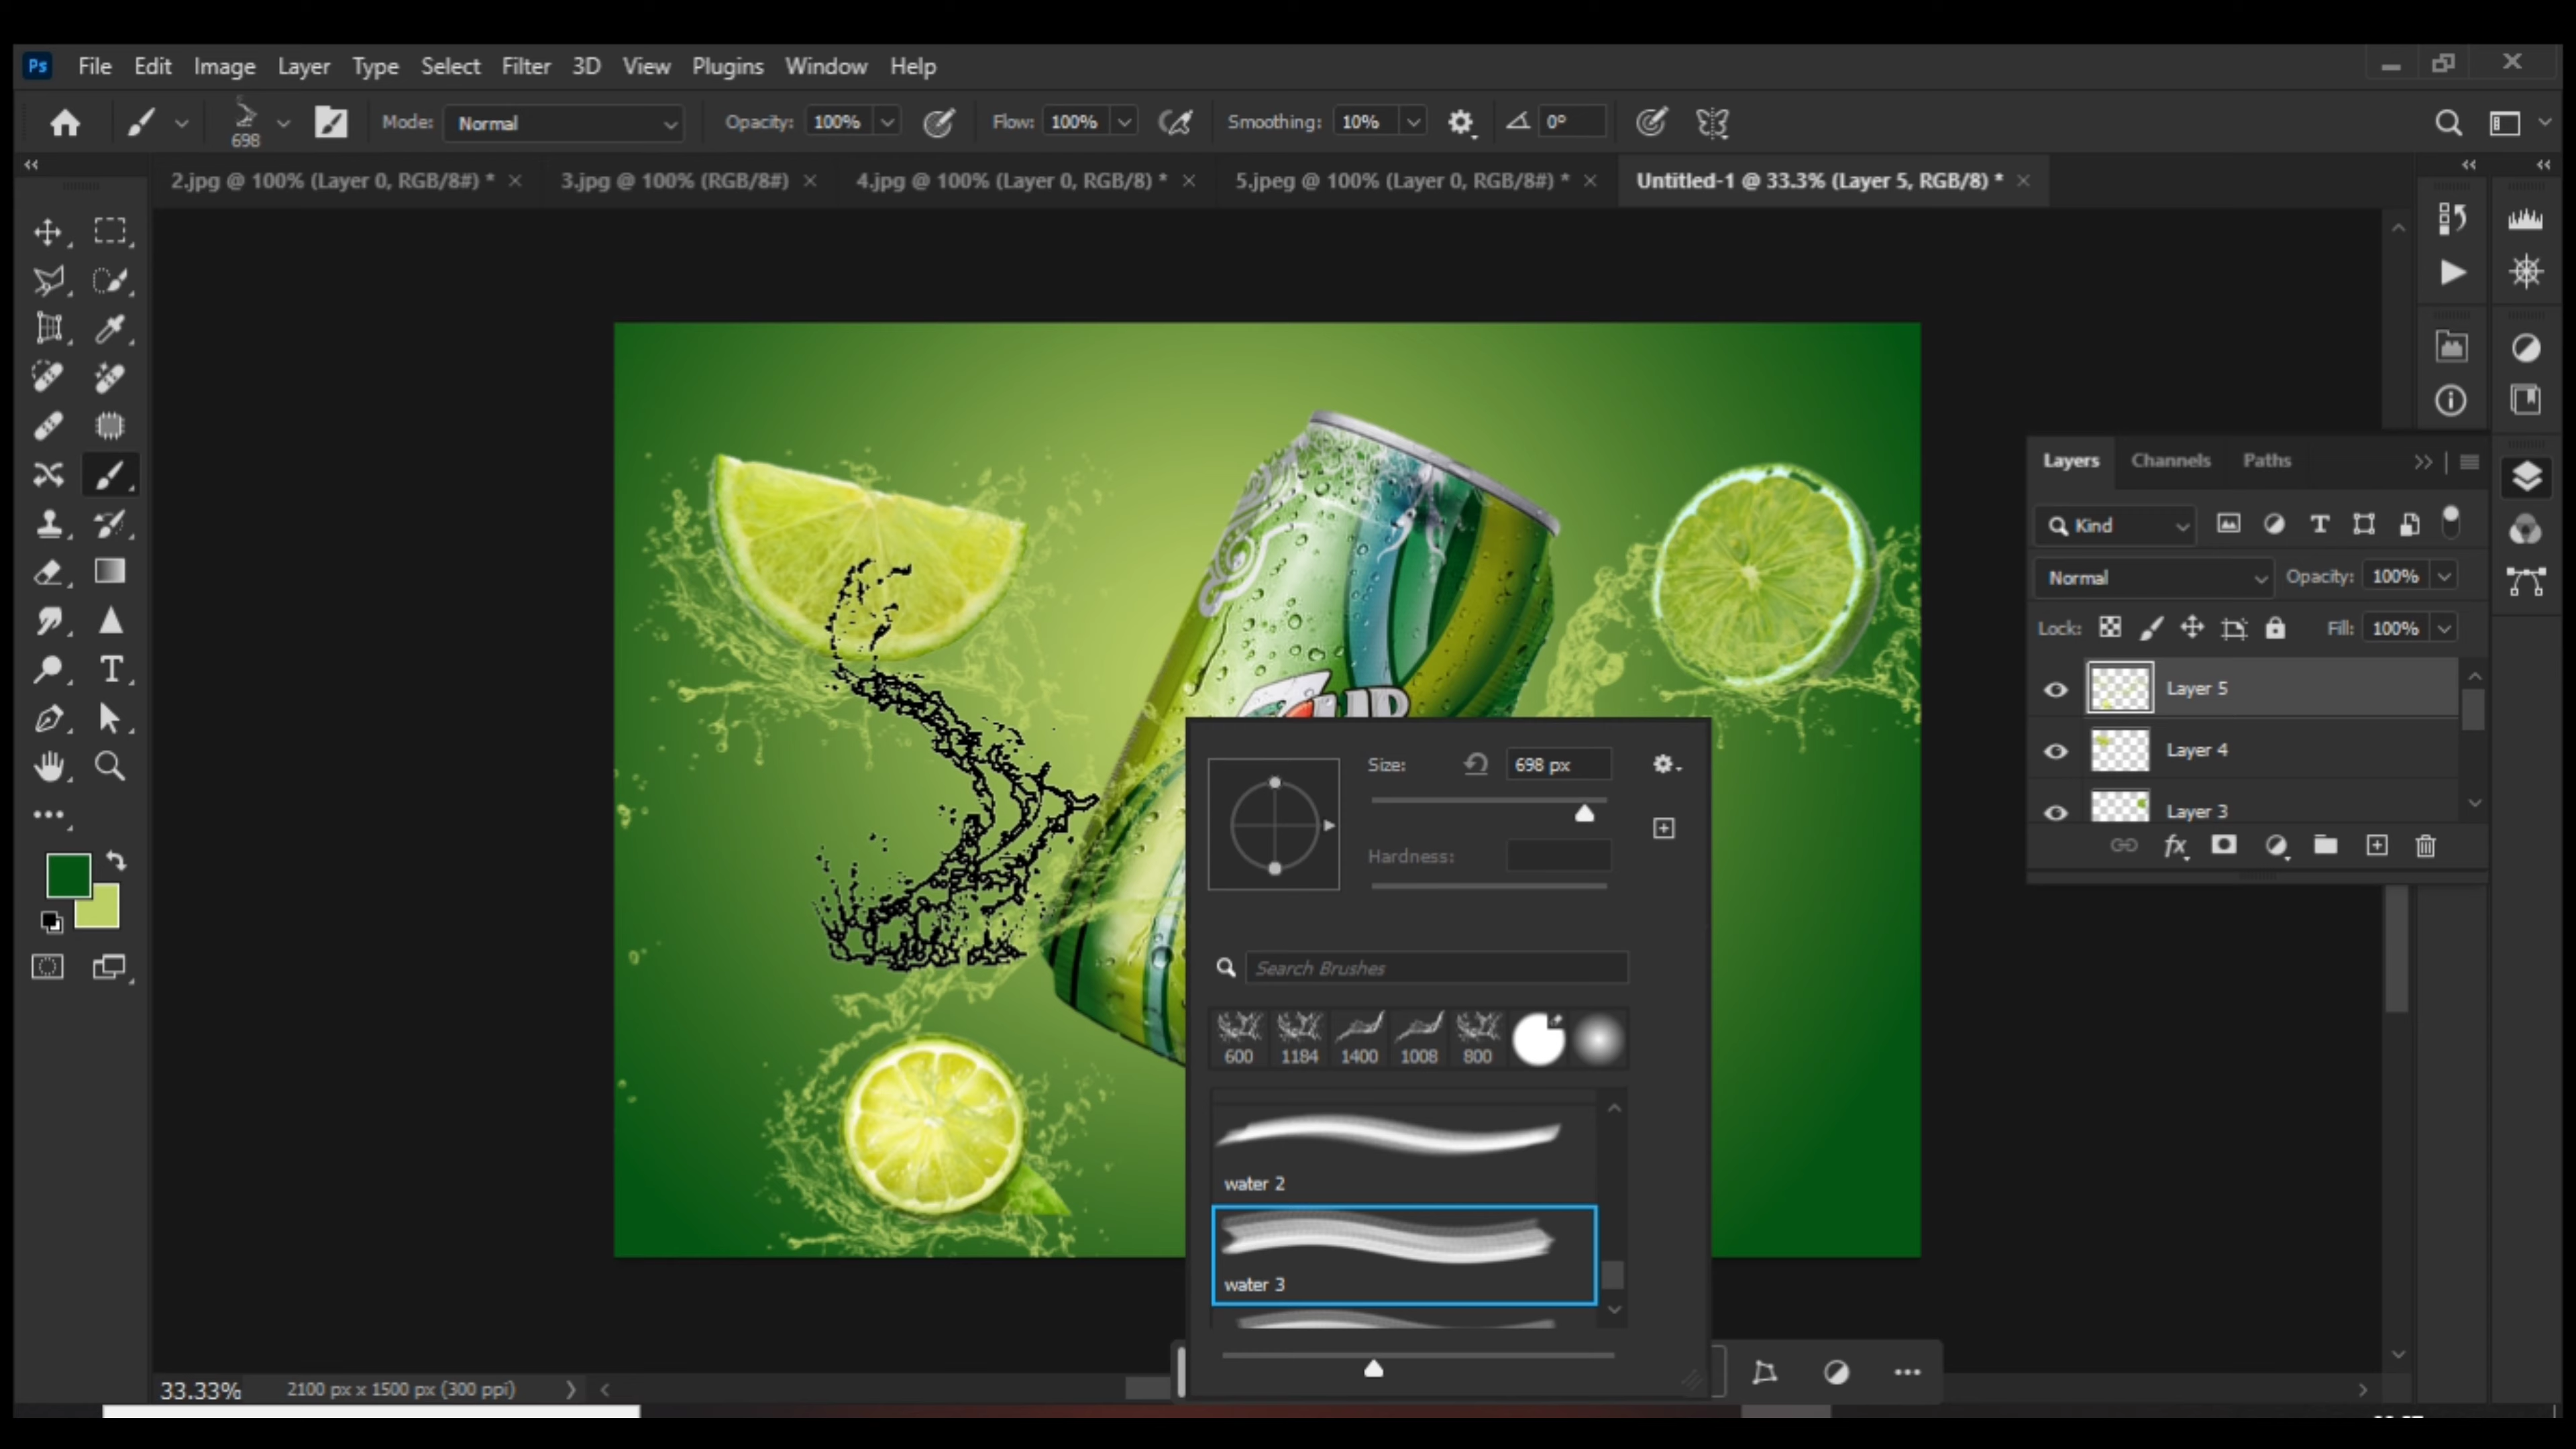 Ps File Edit Image Layer Type Select Filter 3D View Plugins Window Help
698 Mode: Normal Opacity: 100% Flow: 100% Smoothing: 10% 0°
2.jpg @ 100% (Layer 0, RGB/8#) * 3.jpg @ 100% (RGB/8#) 4.jpg @ 100% (Layer 0, RGB/8) * 5.jpeg @ 100% (Layer 0, RGB/8#) * Untitled-1 @ 33.3% (Layer 5, RGB/8) *
Layers Channels Paths
Kind
Normal Opacity: 100%
Lock: Fill: 100%
Layer 5
Layer 4
Layer 3
fx
UP
Size: 698 px
Hardness:
Search Brushes
600 1184 1400 1008 800
water 2
water 3
33.33% 2100 px x 1500 px (300 ppi)